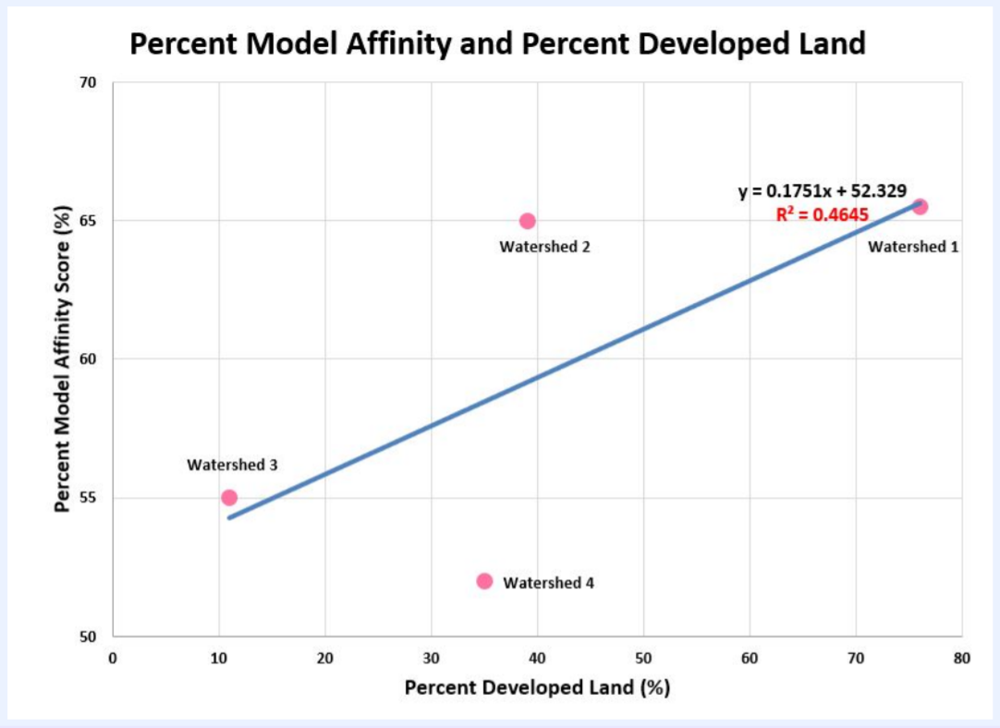 Percent Model Affinity and Percent Developed Land
70
65
60
55
50
Percent Model Affinity Score (%)
y = 0.1751x + 52.329
R² = 0.4645
Watershed 2
Watershed 1
Watershed 3
Watershed 4
0 10 20 30 40 50 60 70 80
Percent Developed Land (%)